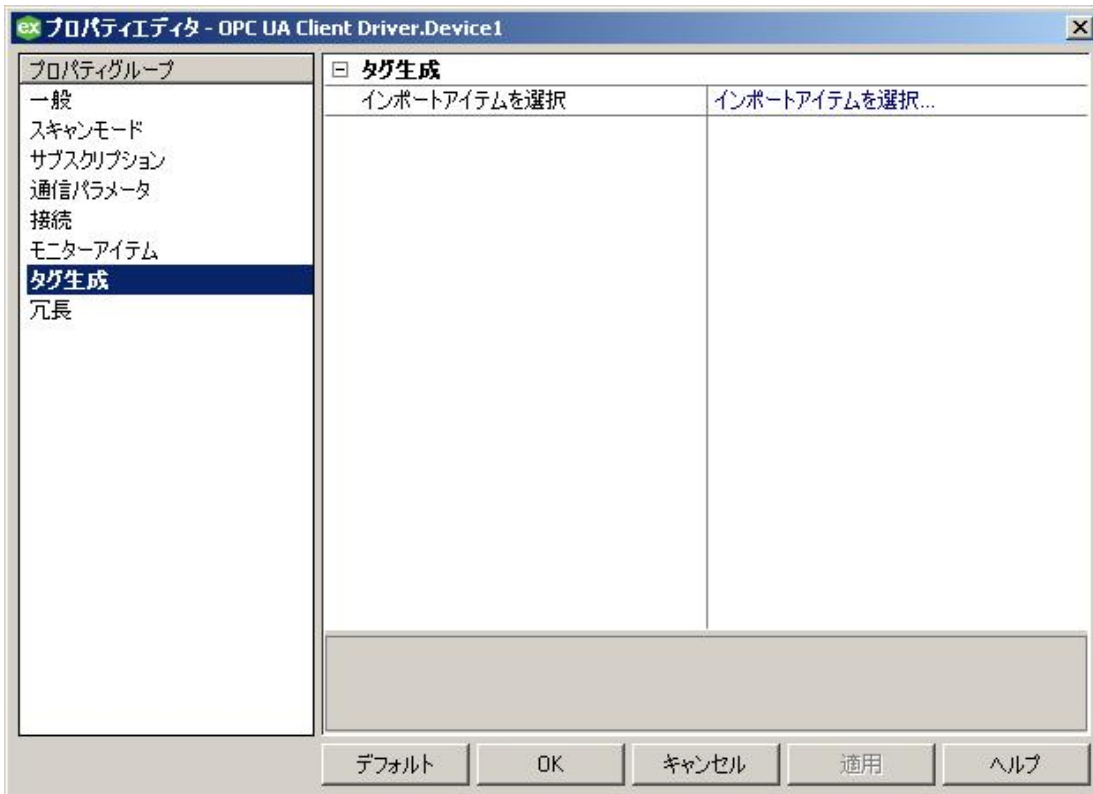 ex プロパティエディタ - OPC UA Client Driver.Device1
プロパティグループ
一般
スキャンモード
サブスクリプション
通信パラメータ
接続
モニターアイテム
タグ生成
冗長
タグ生成
インポートアイテムを選択 インポートアイテムを選択...
デフォルト OK キャンセル 適用 ヘルプ